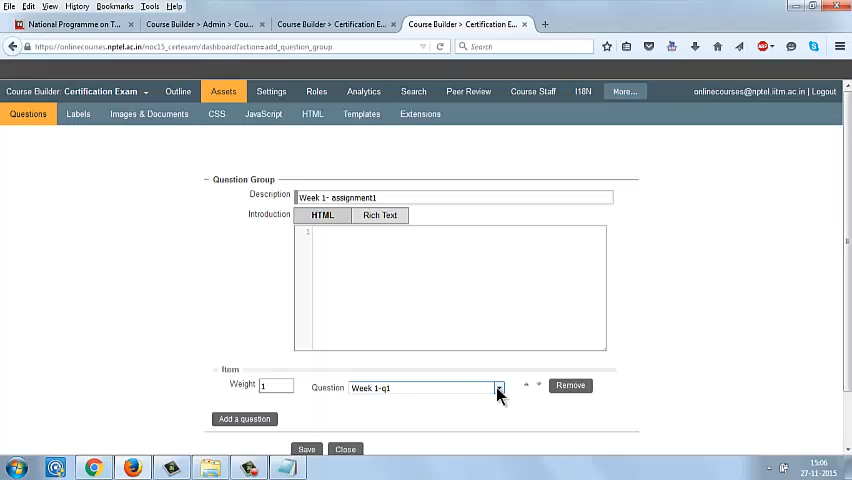 File Edit View History Bookmarks Tools Help
National Programme on T... × Course Builder > Admin > Cou... × Course Builder > Certification E... × Course Builder > Certification E... × +
https://onlinecourses.nptel.ac.in/noc15_certexam/dashboard?action=add_question_group Search
Course Builder: Certification Exam Outline Assets Settings Roles Analytics Search Peer Review Course Staff I18N More... onlinecourses@nptel.iitm.ac.in | Logout
Questions Labels Images & Documents CSS JavaScript HTML Templates Extensions
Question Group
Description Week 1- assignment1
Introduction HTML Rich Text
1
Item
Weight 1 Question Week 1-q1 Remove
Add a question
Save Close
15:06
27-11-2015